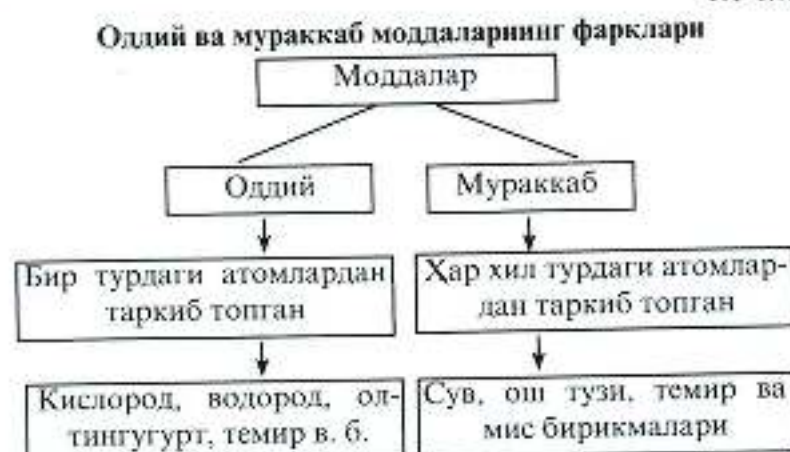 Оддий ва мураккаб моддаларнинг фарклари
Моддалар
Оддий
Мураккаб
Бир турдаги атомлардан
таркиб топган
Ҳар хил турдаги атомлар-
дан таркиб топган
Кислород, водород, ол-
тингугурт, темир в. б.
Сув, ош тузи, темир ва
мис бирикмалари